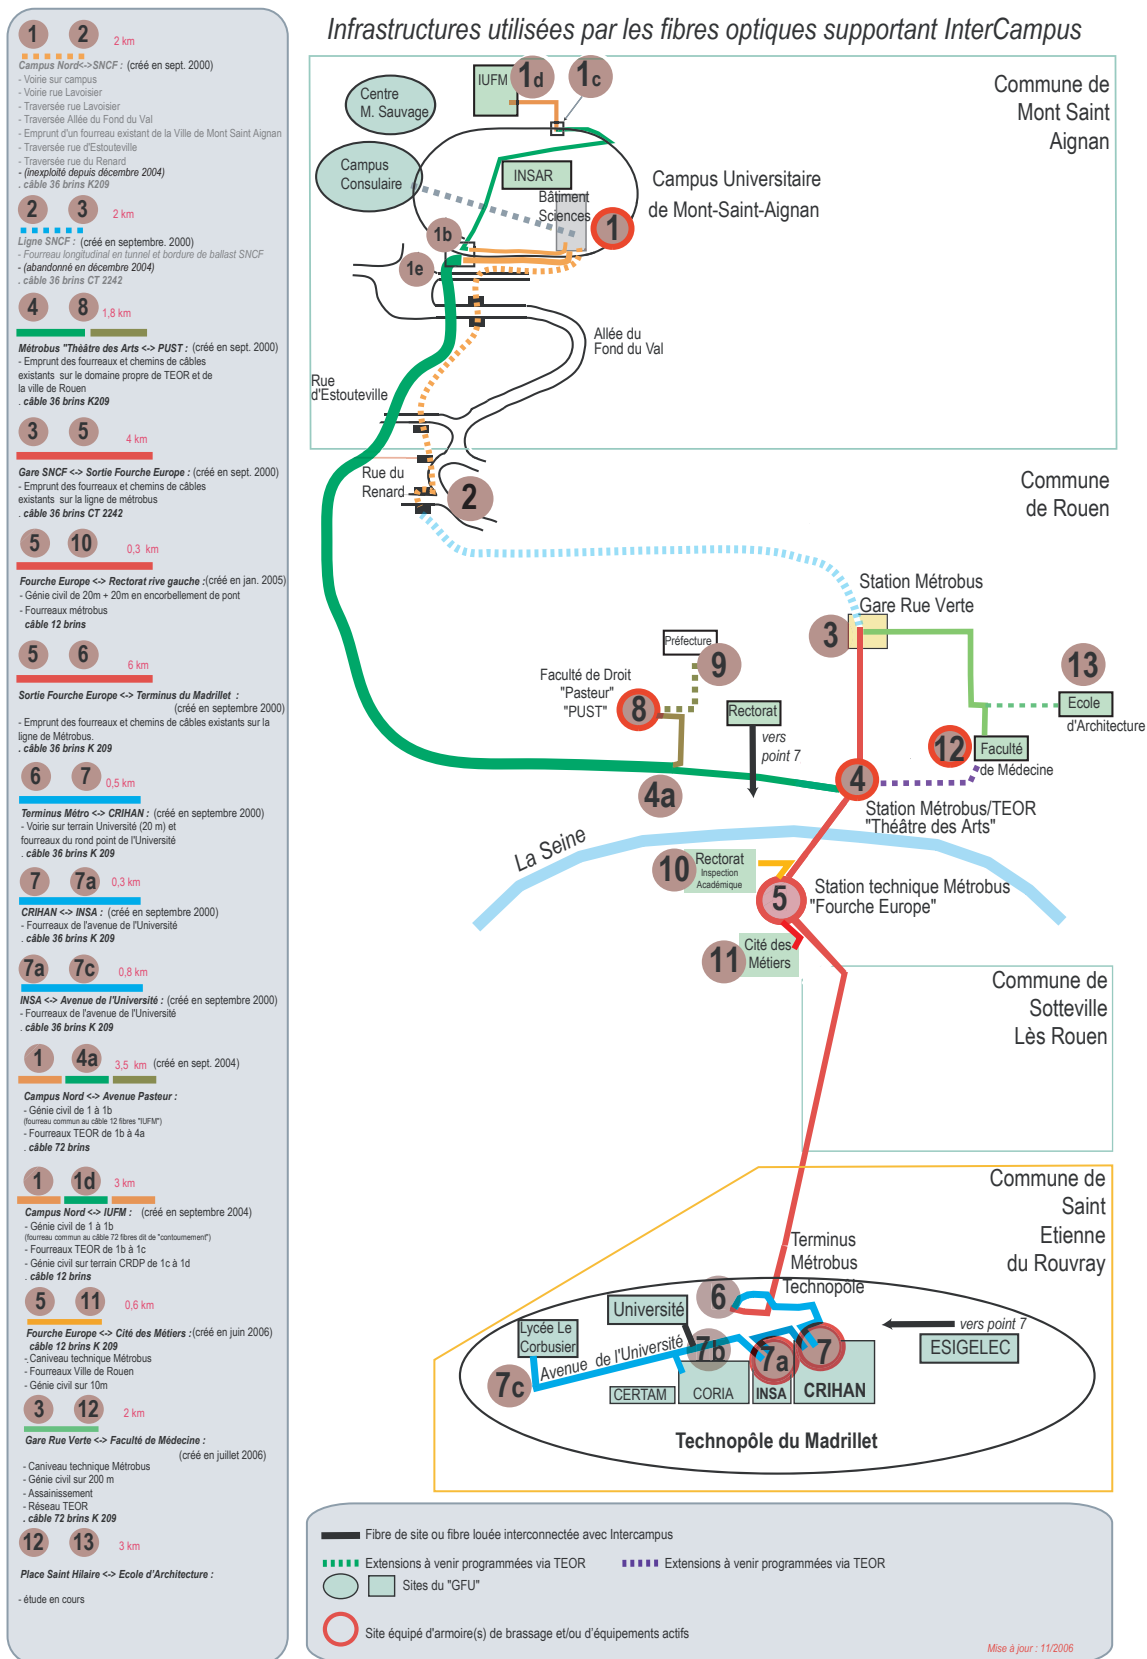 Infrastructures utilisées par les fibres optiques supportant InterCampus
1 2 2 km
Campus Nord<->SNCF : (créé en sept. 2000)
- Voirie sur campus
- Voirie rue Lavoisier
- Traversée rue Lavoisier
- Traversée Allée du Fond du Val
- Emprunt d'un fourreau existant de la Ville de Mont Saint Aignan
- Traversée rue d'Estouteville
- Traversée rue du Renard
- (inexploité depuis décembre 2004)
. câble 36 brins K209
2 3 2 km
Ligne SNCF : (créé en septembre. 2000)
- Fourreau longitudinal en tunnel et bordure de ballast SNCF
- (abandonné en décembre 2004)
. câble 36 brins CT 2242
4 8 1,8 km
Métrobus "Thèâtre des Arts <-> PUST : (créé en sept. 2000)
- Emprunt des fourreaux et chemins de câbles
existants sur le domaine propre de TEOR et de
la ville de Rouen
. câble 36 brins K209
3 5 4 km
Gare SNCF <-> Sortie Fourche Europe : (créé en sept. 2000)
- Emprunt des fourreaux et chemins de câbles
existants sur la ligne de métrobus
. câble 36 brins CT 2242
5 10 0,3 km
Fourche Europe <-> Rectorat rive gauche : (créé en jan. 2005)
- Génie civil de 20m + 20m en encorbellement de pont
- Fourreaux métrobus
câble 12 brins
5 6 6 km
Sortie Fourche Europe <-> Terminus du Madrillet :
(créé en septembre 2000)
- Emprunt des fourreaux et chemins de câbles existants sur la
ligne de Métrobus.
. câble 36 brins K 209
6 7 0,5 km
Terminus Métro <-> CRIHAN : (créé en septembre 2000)
- Voirie sur terrain Université (20 m) et
fourreaux du rond point de l'Université
. câble 36 brins K 209
7 7a 0,3 km
CRIHAN <-> INSA : (créé en septembre 2000)
- Fourreaux de l'avenue de l'Université
. câble 36 brins K 209
7a 7c 0,8 km
INSA <-> Avenue de l'Université : (créé en septembre 2000)
- Fourreaux de l'avenue de l'Université
. câble 36 brins K 209
1 4a 3,5 km (créé en sept. 2004)
Campus Nord <-> Avenue Pasteur :
- Génie civil de 1 à 1b
(fourreau commun au câble 12 fibres "IUFM")
- Fourreaux TEOR de 1b à 4a
. câble 72 brins
1 1d 3 km
Campus Nord <-> IUFM : (créé en septembre 2004)
- Génie civil de 1 à 1b
(fourreau commun au câble 72 fibres dit de "contournement")
- Fourreaux TEOR de 1b à 1c
- Génie civil sur terrain CRDP de 1c à 1d
. câble 12 brins
5 11 0,6 km
Fourche Europe <-> Cité des Métiers : (créé en juin 2006)
. câble 12 brins K 209
- Caniveau technique Métrobus
- Fourreaux Ville de Rouen
- Génie civil sur 10m
3 12 2 km
Gare Rue Verte <-> Faculté de Médecine :
(créé en juillet 2006)
- Caniveau technique Métrobus
- Génie civil sur 200 m
- Assainissement
- Réseau TEOR
. câble 72 brins K 209
12 13 3 km
Place Saint Hilaire <-> Ecole d'Architecture :
- étude en cours
Commune de
Mont Saint
Aignan
IUFM
1d
1c
Centre
M. Sauvage
Campus
Consulaire
INSAR
Bâtiment
Sciences
1
Campus Universitaire
de Mont-Saint-Aignan
1b
1e
Allée du
Fond du Val
Rue
d'Estouteville
Rue du
Renard
2
Commune
de Rouen
Station Métrobus
Gare Rue Verte
3
Préfecture
9
Faculté de Droit
"Pasteur"
"PUST"
8
Rectorat
vers
point 7
13
Ecole
d'Architecture
12
Faculté
de Médecine
4
4a
Station Métrobus/TEOR
"Théâtre des Arts"
La Seine
10
Rectorat
Inspection
Académique
5
Station technique Métrobus
"Fourche Europe"
11
Cité des
Métiers
Commune de
Sotteville
Lès Rouen
Commune de
Saint
Etienne
du Rouvray
Terminus
Métrobus
Technopôle
6
Université
Lycée Le
Corbusier
Avenue de l'Université
7b
7a
7
7c
vers point 7
ESIGELEC
CERTAM
CORIA
INSA
CRIHAN
Technopôle du Madrillet
Fibre de site ou fibre louée interconnectée avec Intercampus
Extensions à venir programmées via TEOR
Extensions à venir programmées via TEOR
Sites du "GFU"
Site équipé d'armoire(s) de brassage et/ou d'équipements actifs
Mise à jour : 11/2006